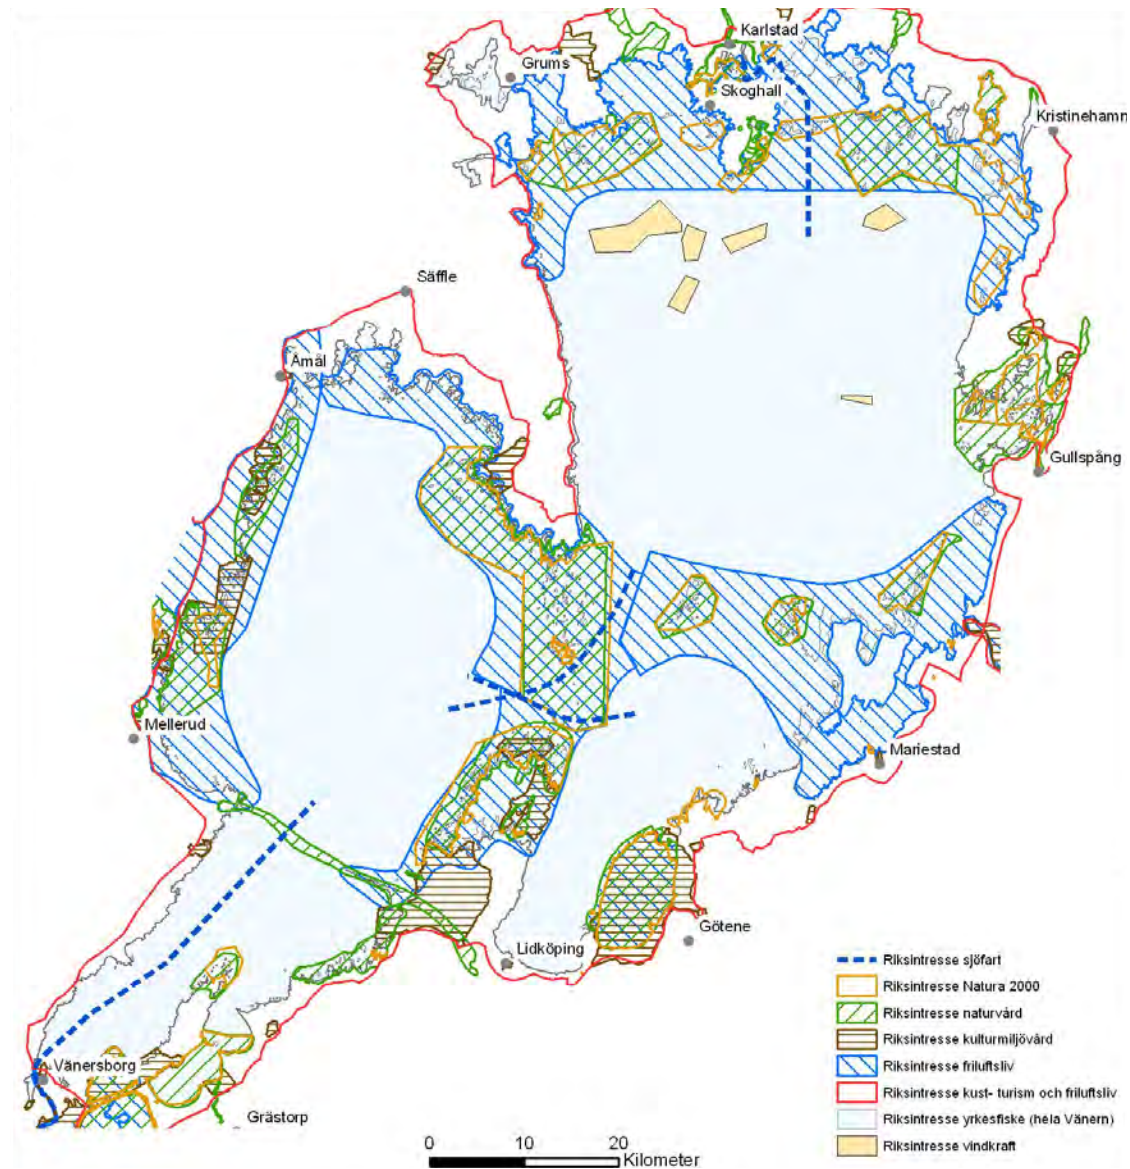 Karlstad
Grums
Skoghall
Kristinehamn
Säffle
Åmål
Gullspång
Mellerud
Mariestad
Götene
Lidköping
Vänersborg
Grästorp
Riksintresse sjöfart
Riksintresse Natura 2000
Riksintresse naturvård
Riksintresse kulturmiljövård
Riksintresse friluftsliv
Riksintresse kust- turism och friluftsliv
Riksintresse yrkesfiske (hela Vänern)
Riksintresse vindkraft
0 10 20
Kilometer